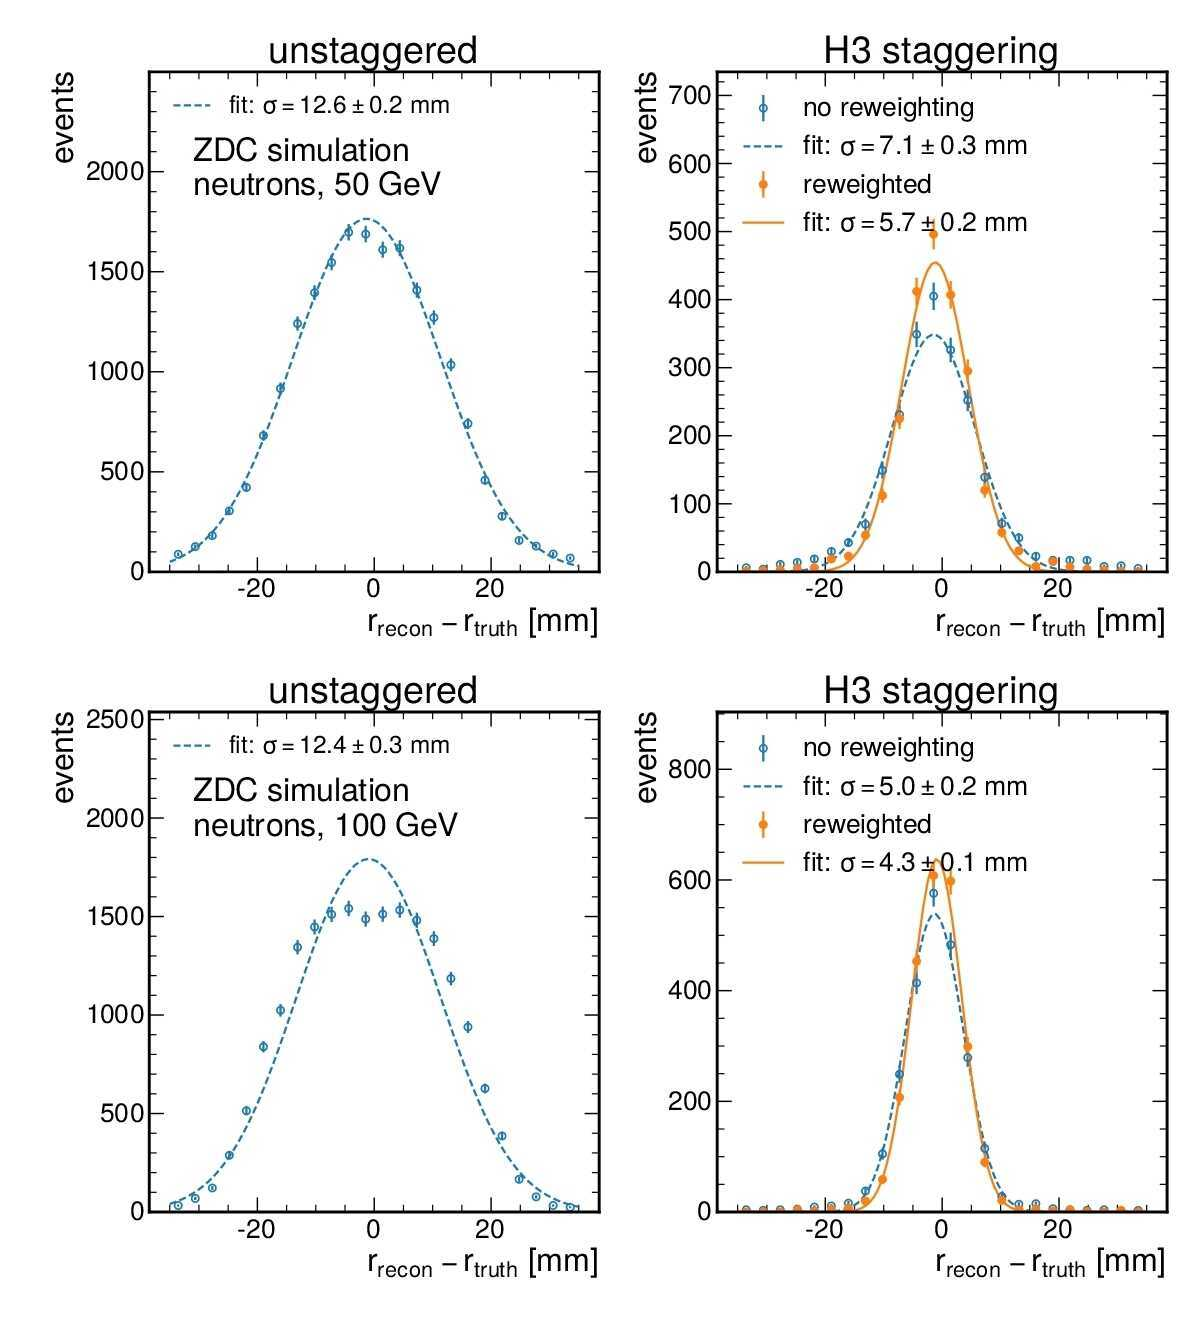 unstaggered
events
fit: σ = 12.6 ± 0.2 mm
ZDC simulation
neutrons, 50 GeV
2000
1500
1000
500
0
-20 0 20
r_recon − r_truth [mm]
H3 staggering
events
no reweighting
fit: σ = 7.1 ± 0.3 mm
reweighted
fit: σ = 5.7 ± 0.2 mm
700
600
500
400
300
200
100
0
-20 0 20
r_recon − r_truth [mm]
unstaggered
events
fit: σ = 12.4 ± 0.3 mm
ZDC simulation
neutrons, 100 GeV
2500
2000
1500
1000
500
0
-20 0 20
r_recon − r_truth [mm]
H3 staggering
events
no reweighting
fit: σ = 5.0 ± 0.2 mm
reweighted
fit: σ = 4.3 ± 0.1 mm
800
600
400
200
0
-20 0 20
r_recon − r_truth [mm]